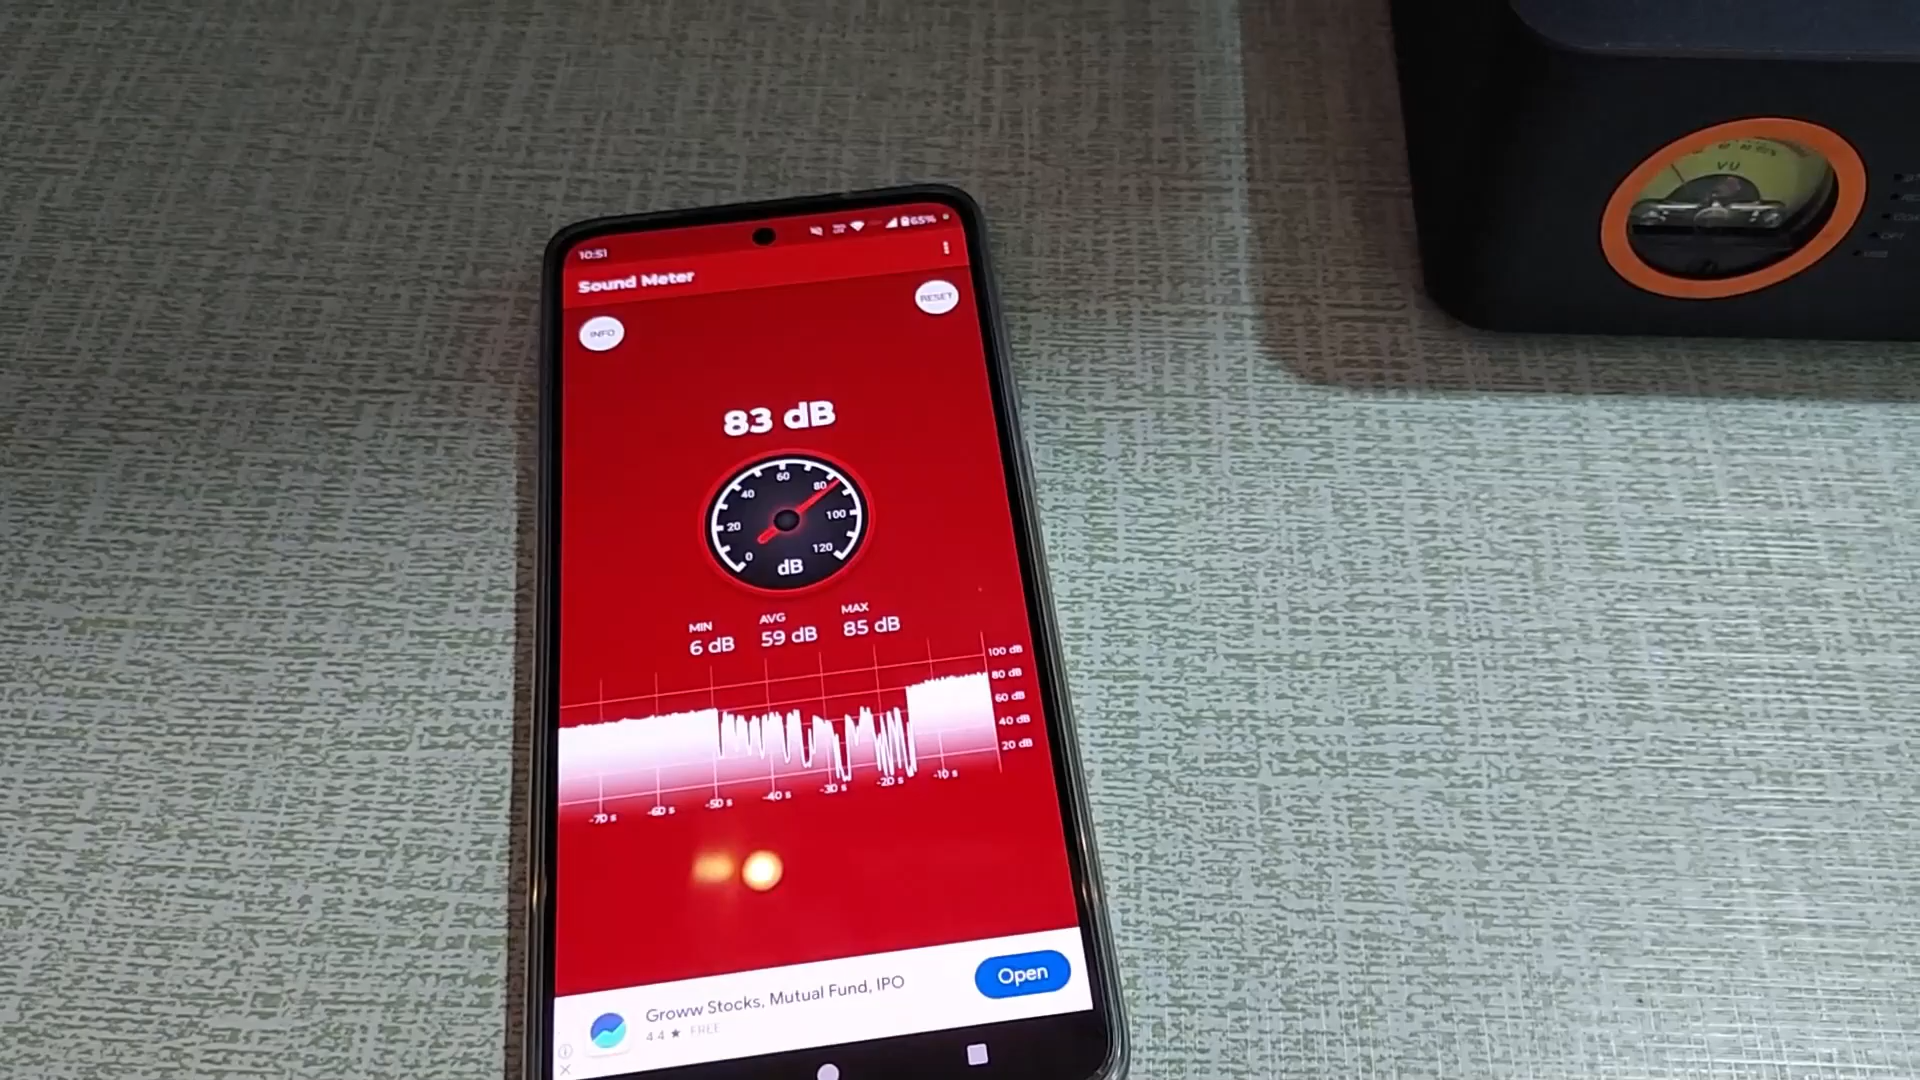 10:51
65%
Sound Meter
RESET
INFO
83 dB
0
20
40
60
80
100
120
dB
MIN
6 dB
AVG
59 dB
MAX
85 dB
100 dB
80 dB
60 dB
40 dB
20 dB
-70 s
-60 s
-50 s
-40 s
-30 s
-20 s
-10 s
Groww Stocks, Mutual Fund, IPO
4.4 ★ FREE
Open
VU